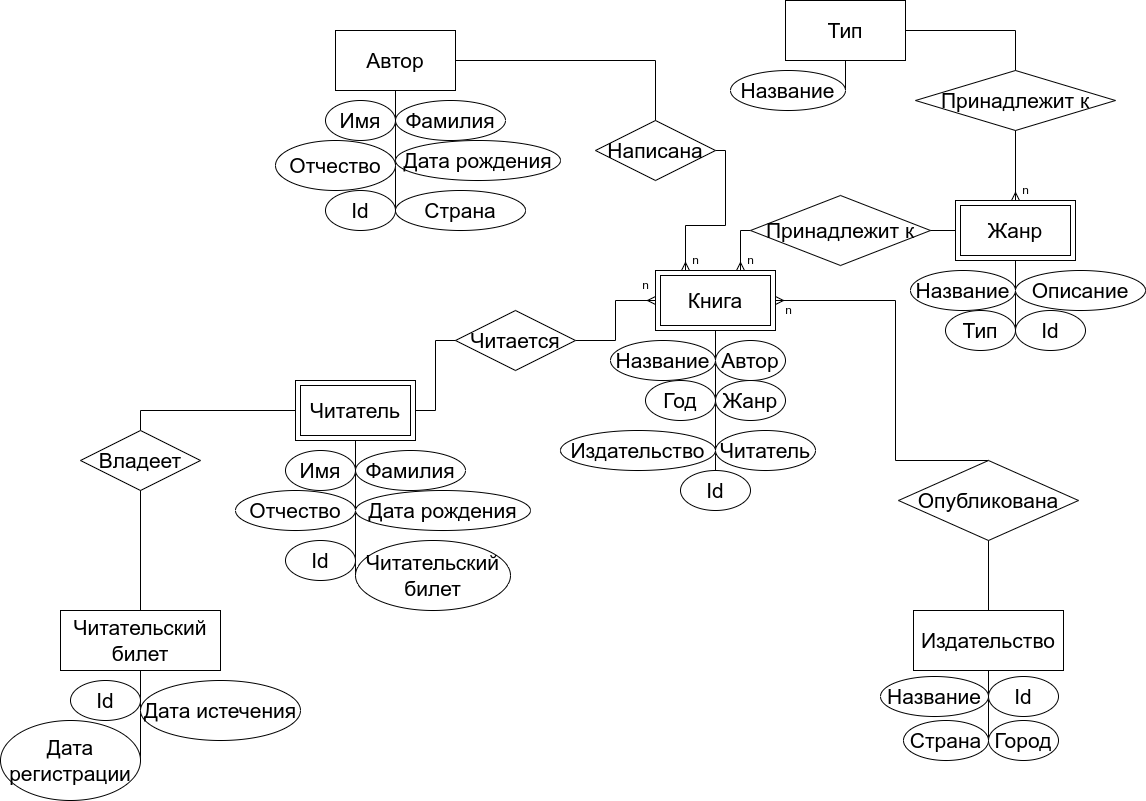 Тип
Автор
Название
Принадлежит к
Имя
Фамилия
Написана
Отчество
Дата рождения
n
Id
Страна
Принадлежит к
Жанр
n
n
n
Книга
Название
Описание
n
Тип
Id
Читается
Название
Автор
Год
Жанр
Читатель
Издательство
Читатель
Владеет
Имя
Фамилия
Id
Опубликована
Отчество
Дата рождения
Id
Читательский
билет
Читательский
билет
Издательство
Id
Дата истечения
Название
Id
Дата
регистрации
Страна
Город